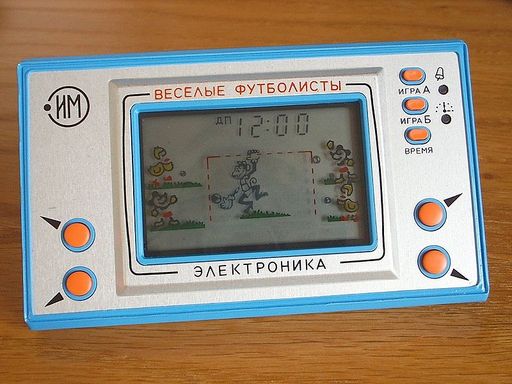 ВЕСЕЛЫЕ ФУТБОЛИСТЫ
ИМ
ИГРА А
ИГРА Б
ВРЕМЯ
ДП 12:00
ЭЛЕКТРОНИКА